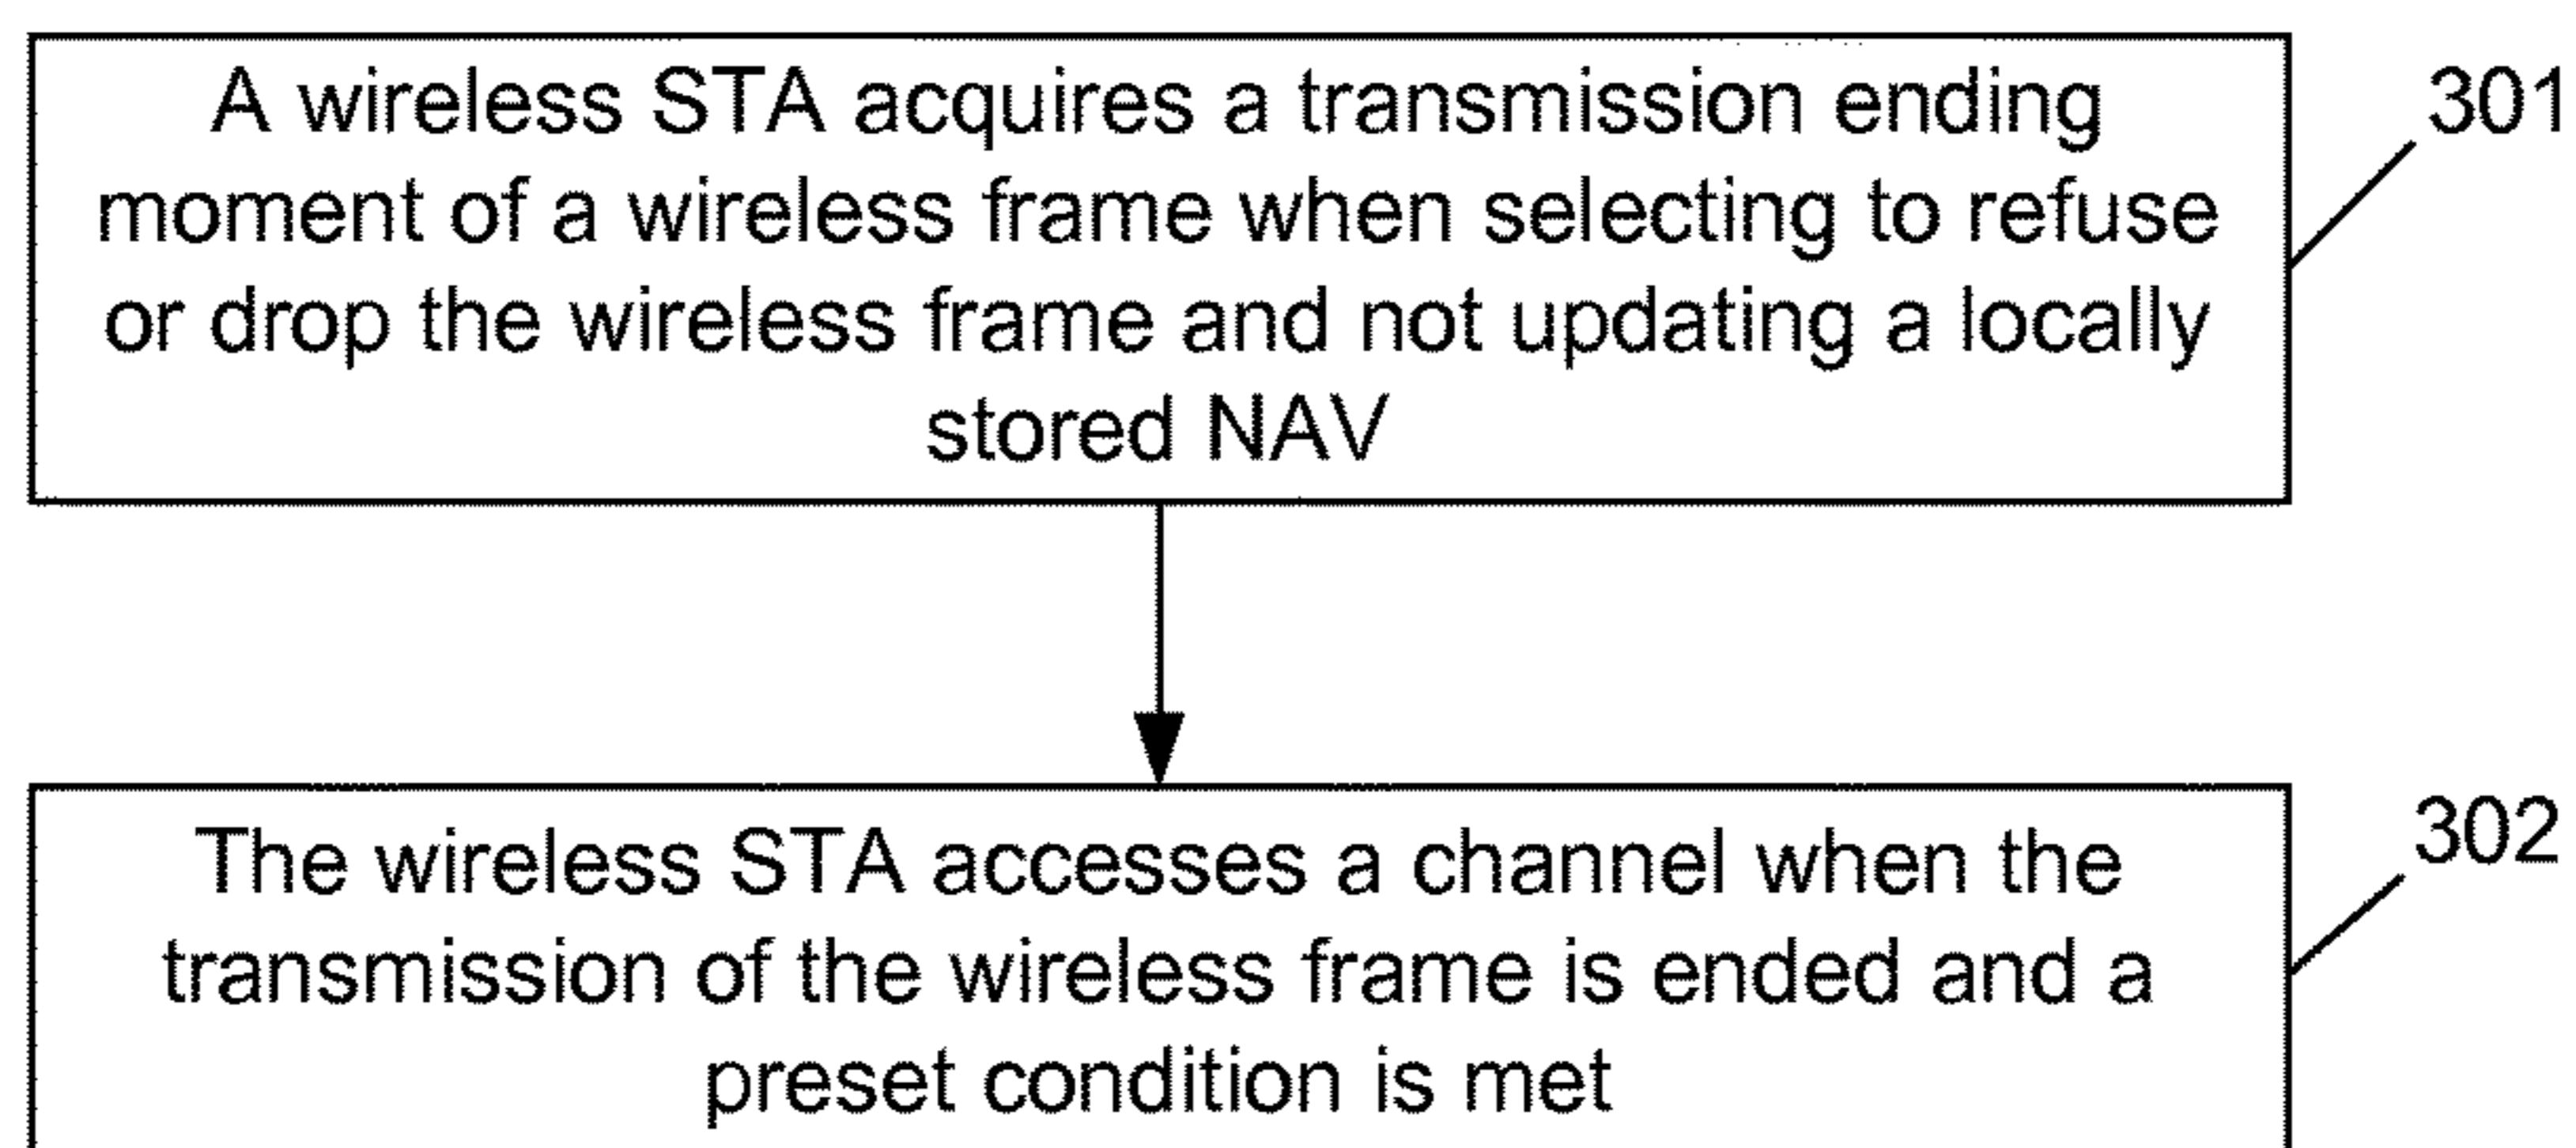 A wireless STA acquires a transmission ending
moment of a wireless frame when selecting to refuse
or drop the wireless frame and not updating a locally
stored NAV
301
The wireless STA accesses a channel when the
transmission of the wireless frame is ended and a
preset condition is met
302